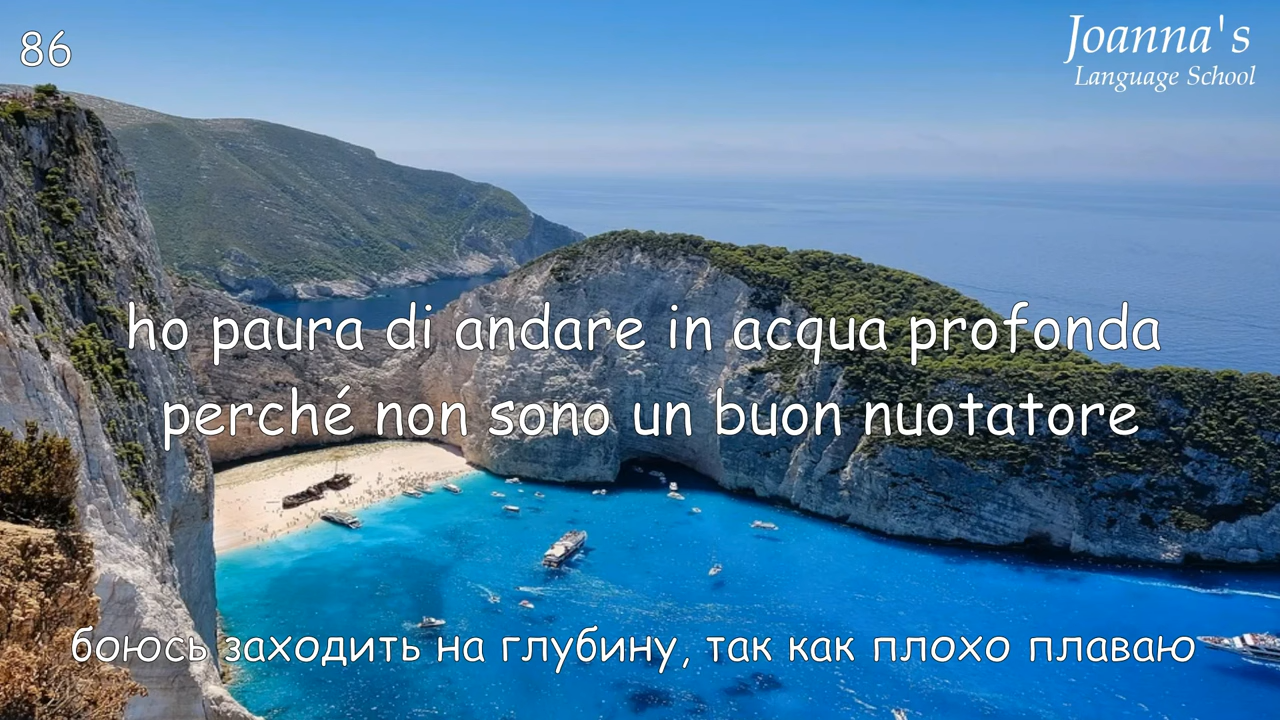 86
Joanna's
Language School
ho paura di andare in acqua profonda
perché non sono un buon nuotatore
боюсь заходить на глубину, так как плохо плаваю